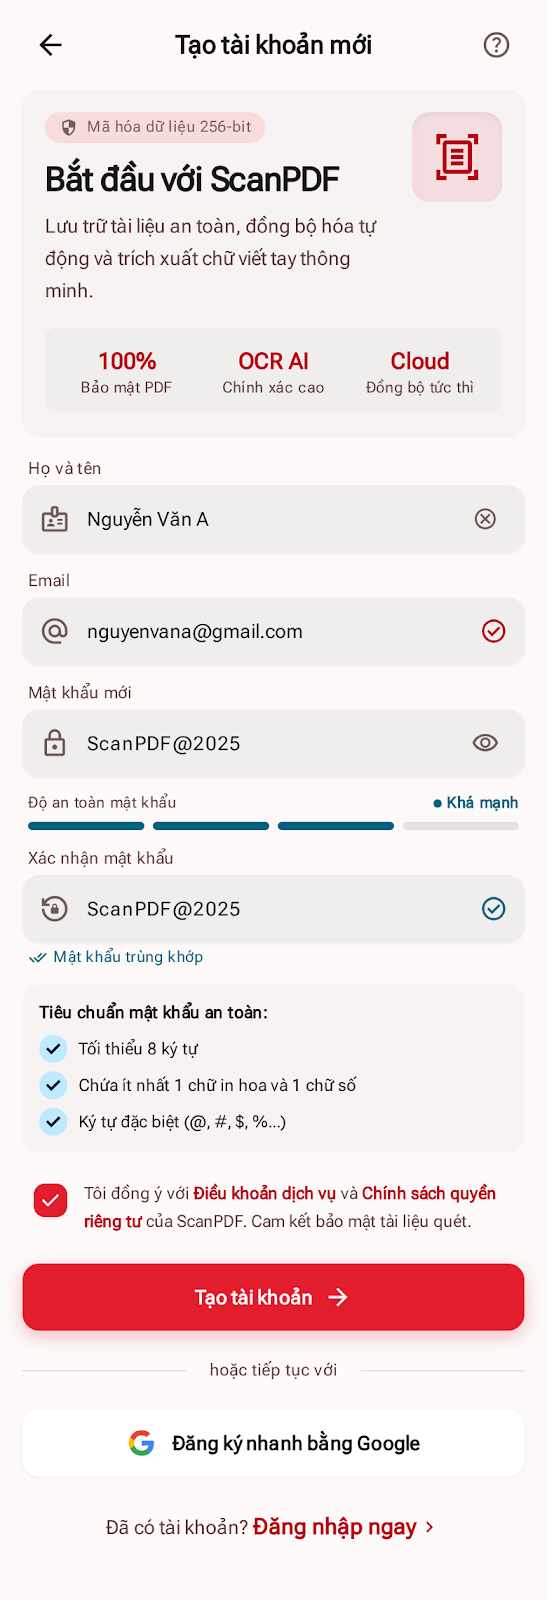 Tạo tài khoản mới
Mã hóa dữ liệu 256-bit
Bắt đầu với ScanPDF
Lưu trữ tài liệu an toàn, đồng bộ hóa tự
động và trích xuất chữ viết tay thông
minh.
100% OCR AI Cloud
Bảo mật PDF Chính xác cao Đồng bộ tức thì
Họ và tên
Nguyễn Văn A
Email
nguyenvana@gmail.com
Mật khẩu mới
ScanPDF@2025
Độ an toàn mật khẩu Khá mạnh
Xác nhận mật khẩu
ScanPDF@2025
Mật khẩu trùng khớp
Tiêu chuẩn mật khẩu an toàn:
Tối thiểu 8 ký tự
Chứa ít nhất 1 chữ in hoa và 1 chữ số
Ký tự đặc biệt (@, #, $, %...)
Tôi đồng ý với Điều khoản dịch vụ và Chính sách quyền
riêng tư của ScanPDF. Cam kết bảo mật tài liệu quét.
Tạo tài khoản
hoặc tiếp tục với
Đăng ký nhanh bằng Google
Đã có tài khoản? Đăng nhập ngay